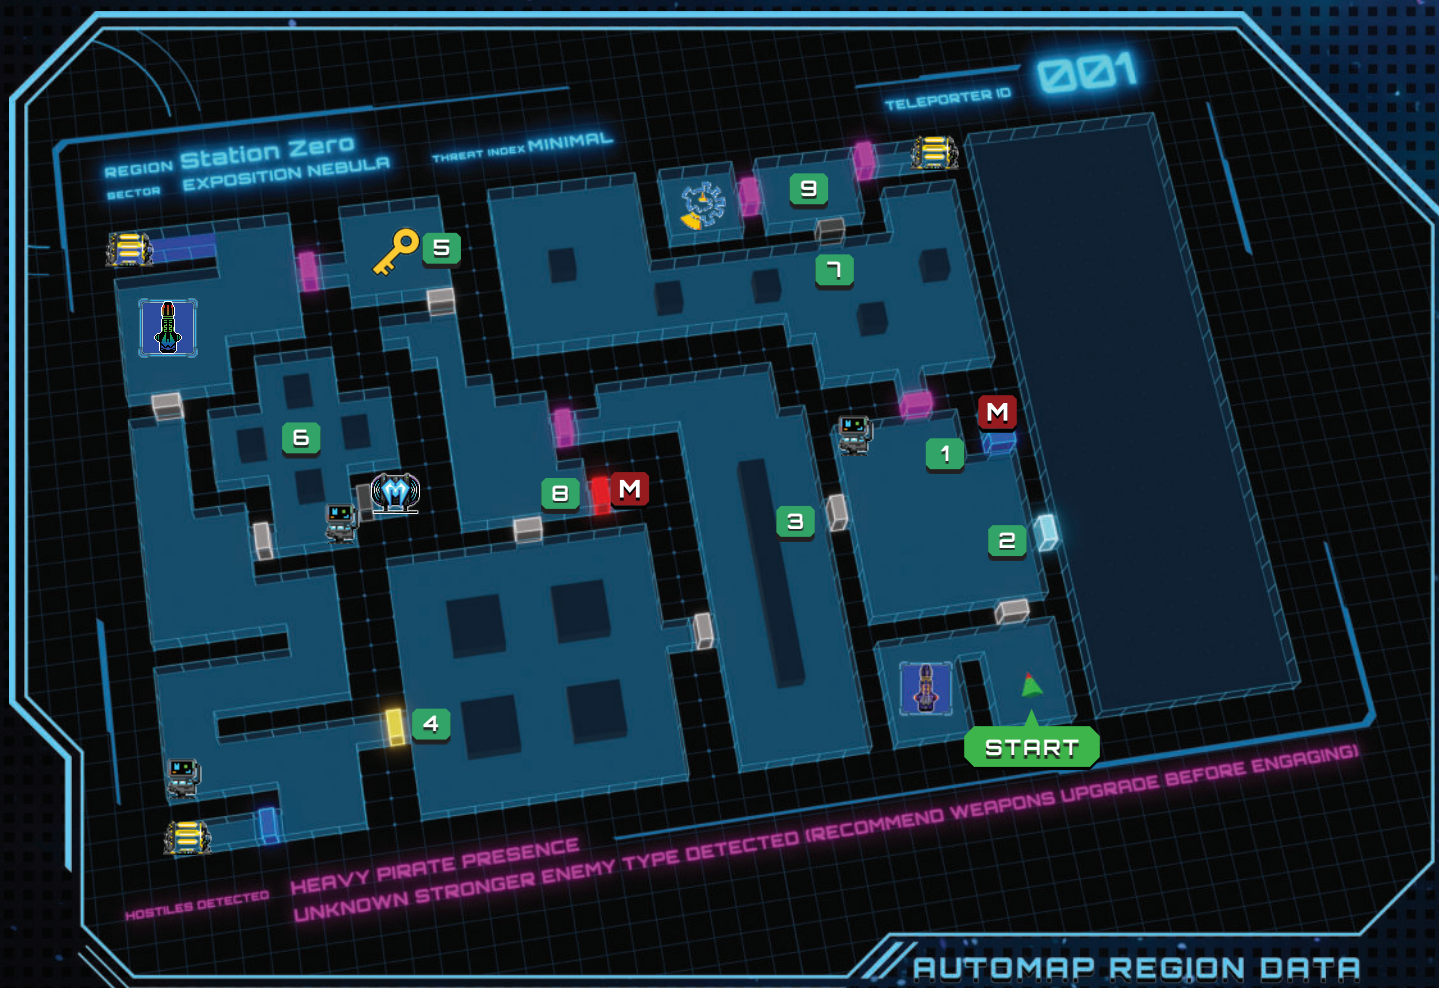 001
TELEPORTER ID
REGION Station Zero
SECTOR EXPOSITION NEBULA
THREAT INDEX MINIMAL
9
5
7
M
6
1
8
M
3
2
4
START
HOSTILES DETECTED HEAVY PIRATE PRESENCE
UNKNOWN STRONGER ENEMY TYPE DETECTED (RECOMMEND WEAPONS UPGRADE BEFORE ENGAGING)
AUTOMAP REGION DATA